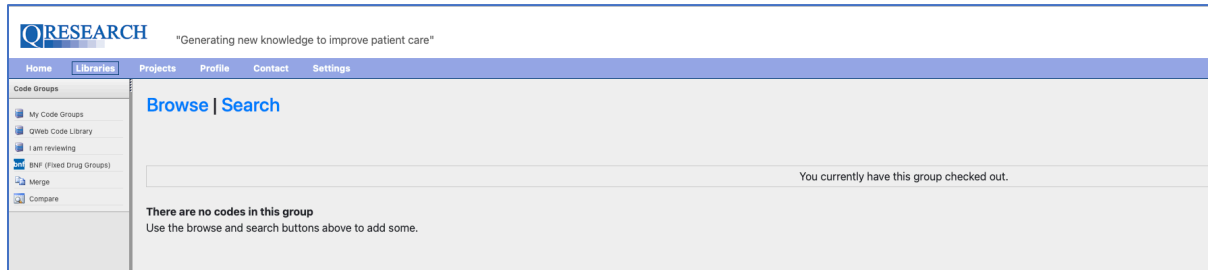 QRESEARCH
"Generating new knowledge to improve patient care"
Home Libraries Projects Profile Contact Settings
Code Groups
My Code Groups
QWeb Code Library
I am reviewing
bnf BNF (Fixed Drug Groups)
Merge
Compare
Browse | Search
You currently have this group checked out.
There are no codes in this group
Use the browse and search buttons above to add some.